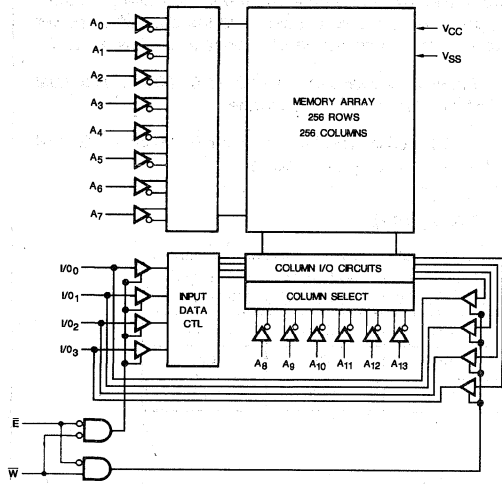 A0
A1
A2
A3
A4
A5
A6
A7
VCC
VSS
MEMORY ARRAY
256 ROWS
256 COLUMNS
I/O0
I/O1
I/O2
I/O3
INPUT
DATA
CTL
COLUMN I/O CIRCUITS
COLUMN SELECT
A8 A9 A10 A11 A12 A13
E̅
W̅